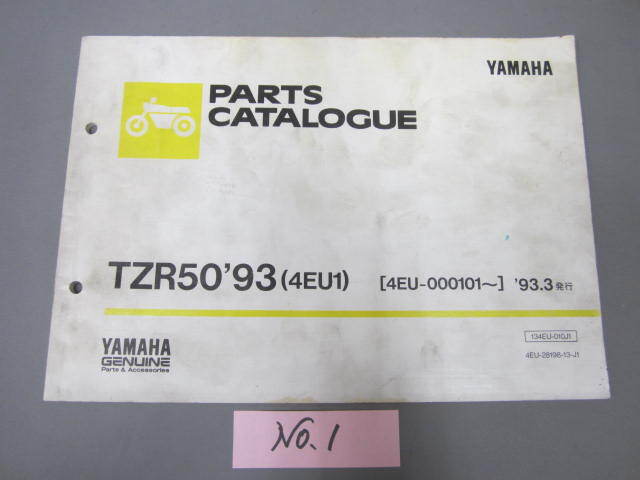 YAMAHA
PARTS
CATALOGUE
TZR50'93 (4EU1) [4EU-000101~] '93.3発行
YAMAHA
GENUINE
Parts & Accessories
134EU-010J1
4EU-28198-13-J1
No. 1